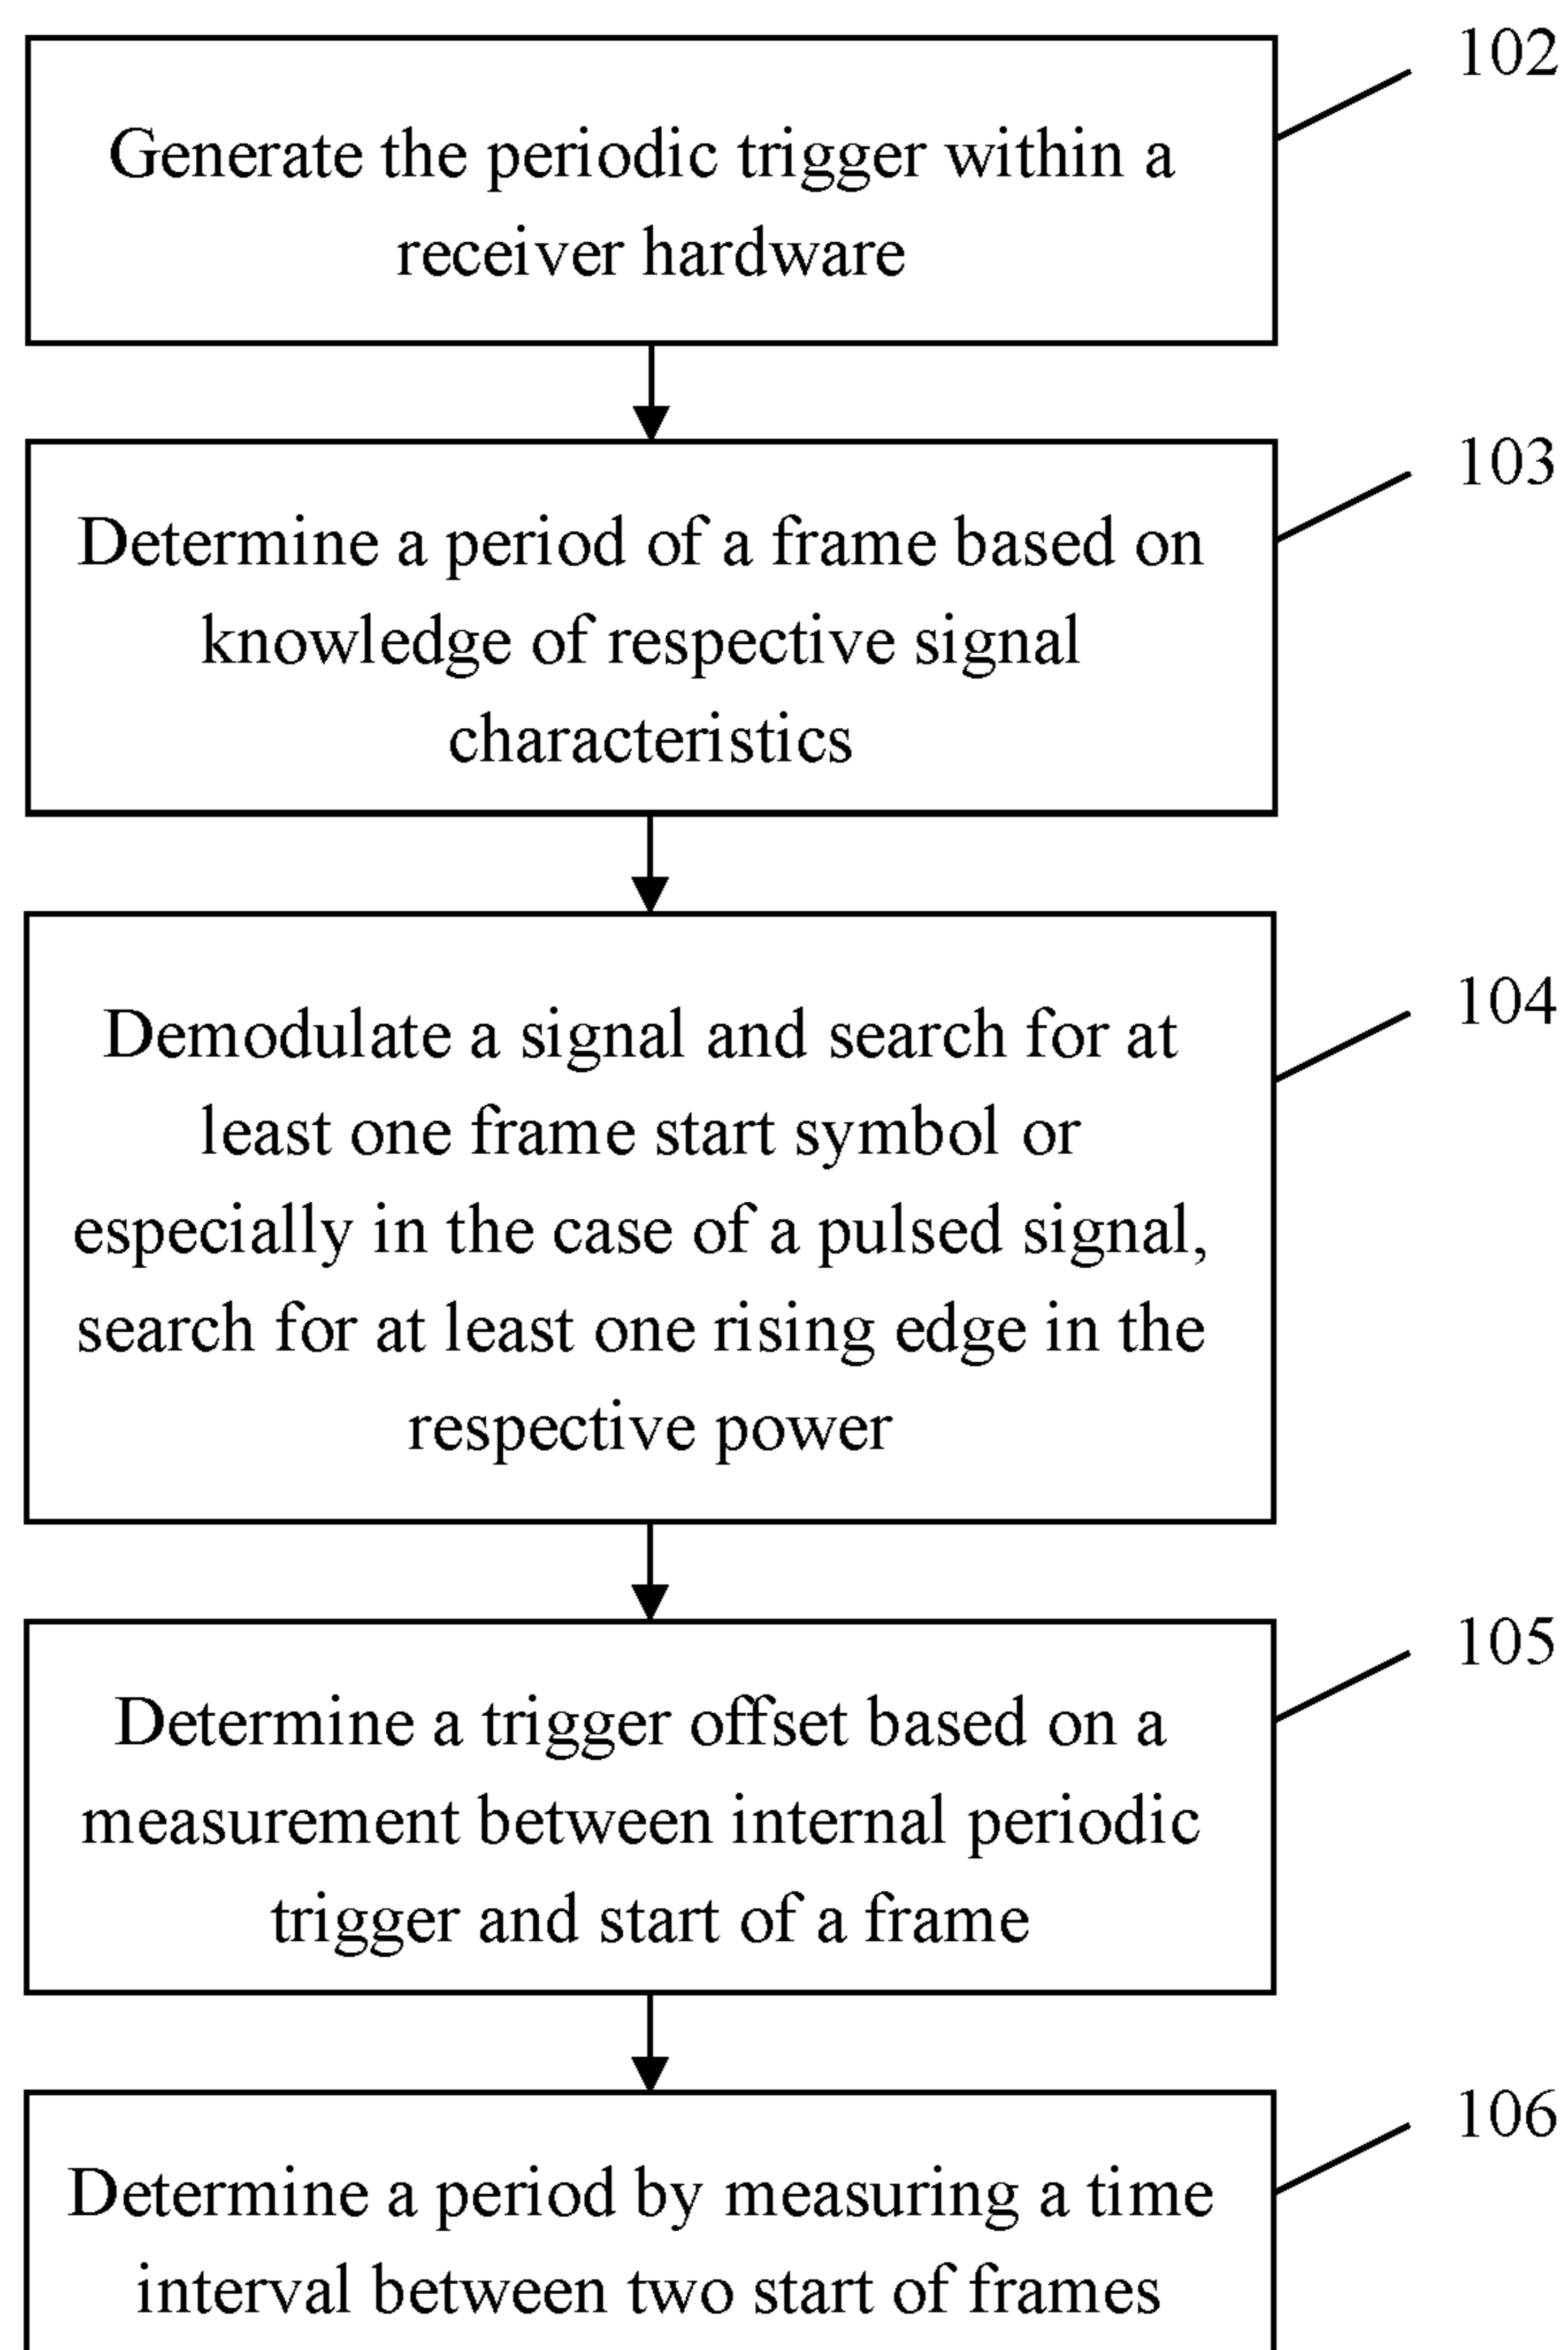 102
Generate the periodic trigger within a
receiver hardware
103
Determine a period of a frame based on
knowledge of respective signal
characteristics
104
Demodulate a signal and search for at
least one frame start symbol or
especially in the case of a pulsed signal,
search for at least one rising edge in the
respective power
105
Determine a trigger offset based on a
measurement between internal periodic
trigger and start of a frame
106
Determine a period by measuring a time
interval between two start of frames